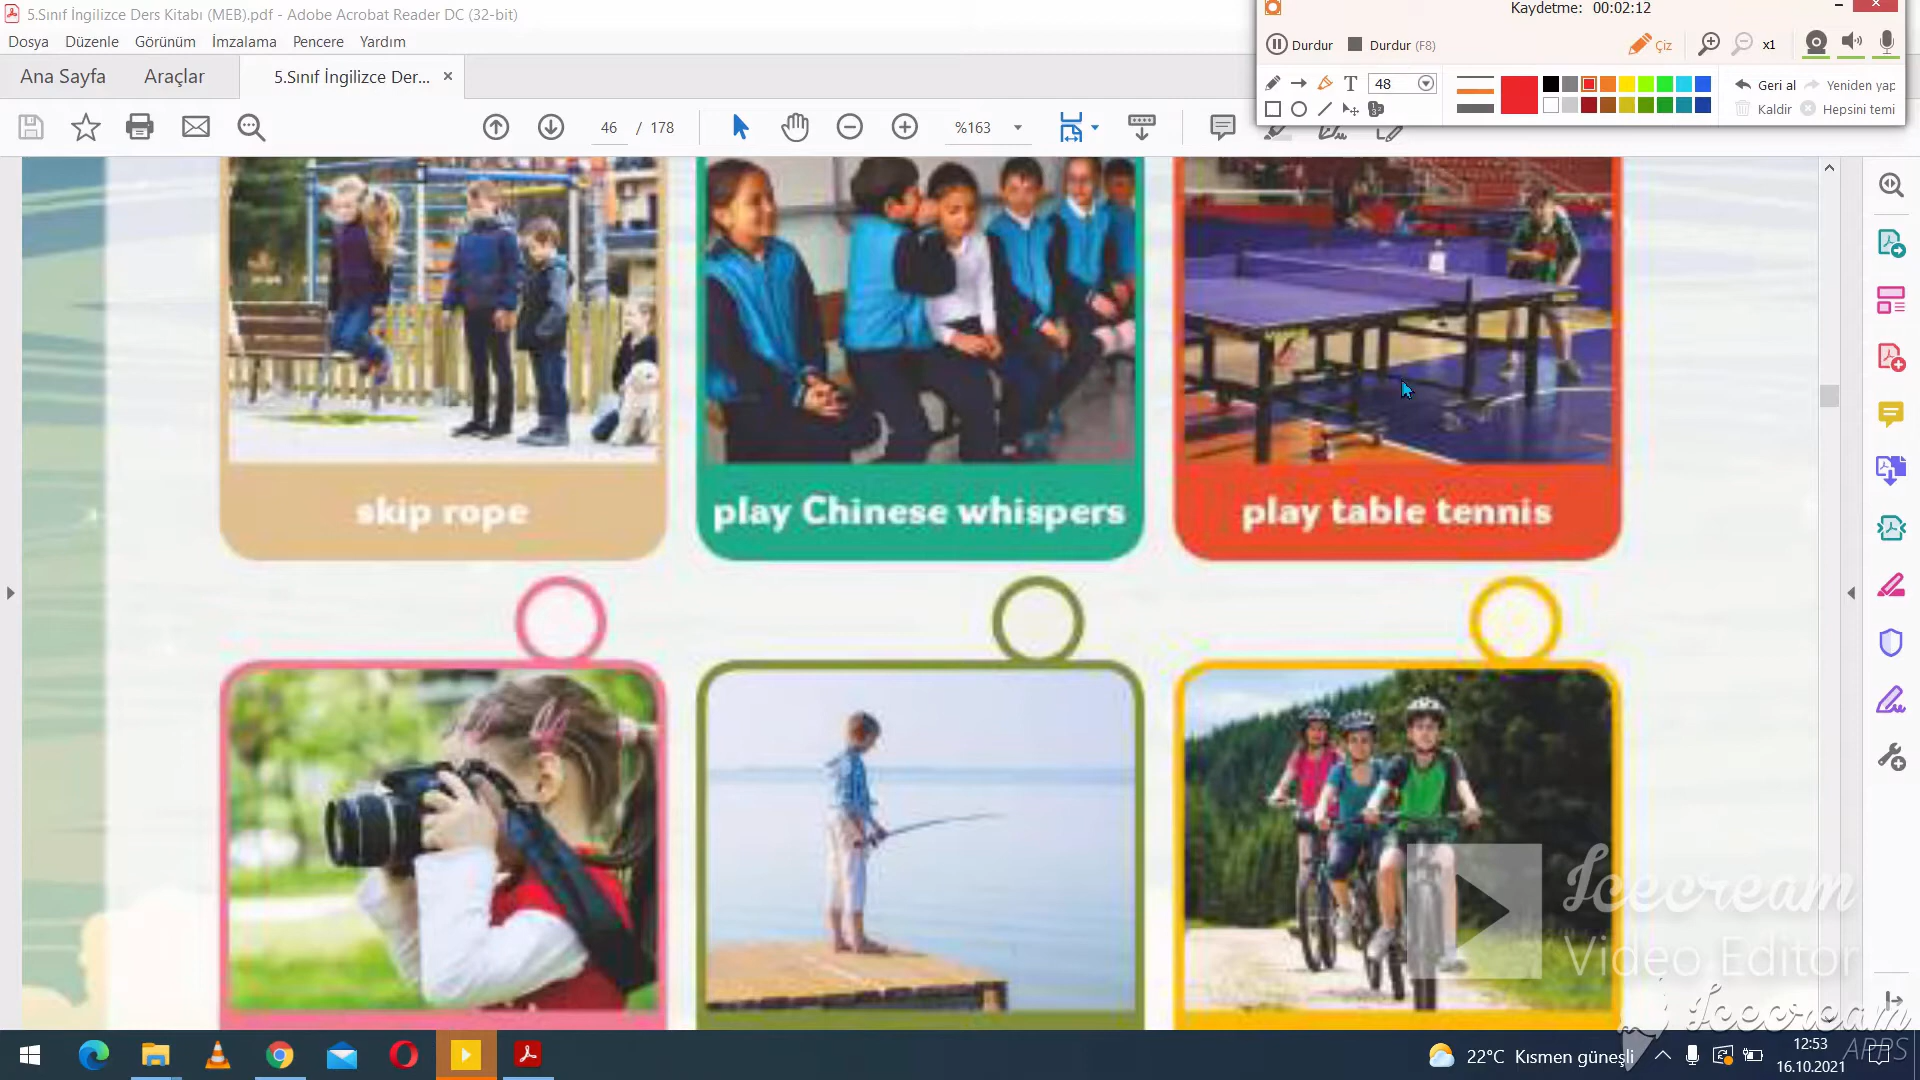 5.Sınıf İngilizce Ders Kitabı (MEB).pdf - Adobe Acrobat Reader DC (32-bit)
Kaydetme: 00:02:12
Dosya Düzenle Görünüm İmzalama Pencere Yardım
Durdur Durdur (F8) Çiz x1
Ana Sayfa Araçlar 5.Sınıf İngilizce Der... ×
T 48 Geri al Yeniden yap
Kaldır Hepsini temi
46 / 178 %163
skip rope
play Chinese whispers
play table tennis
Icecream
Video Editor
Icecream
APPS
22°C Kısmen güneşli
12:53
16.10.2021